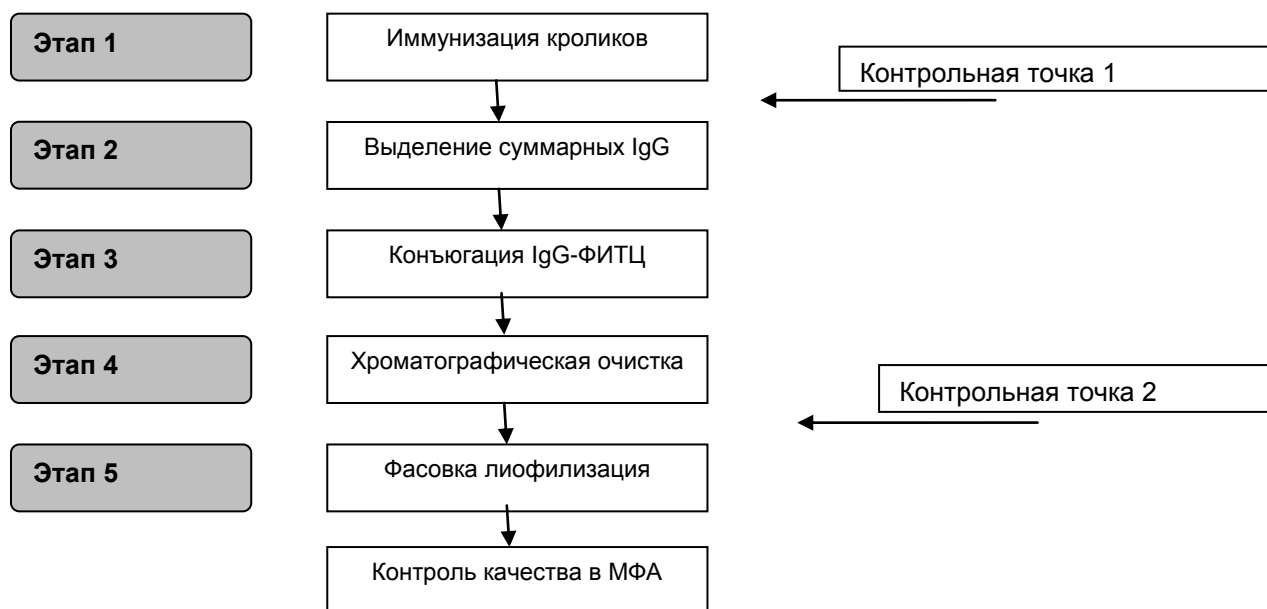 Этап 1
Иммунизация кроликов
Контрольная точка 1
Этап 2
Выделение суммарных IgG
Этап 3
Конъюгация IgG-ФИТЦ
Этап 4
Хроматографическая очистка
Контрольная точка 2
Этап 5
Фасовка лиофилизация
Контроль качества в МФА